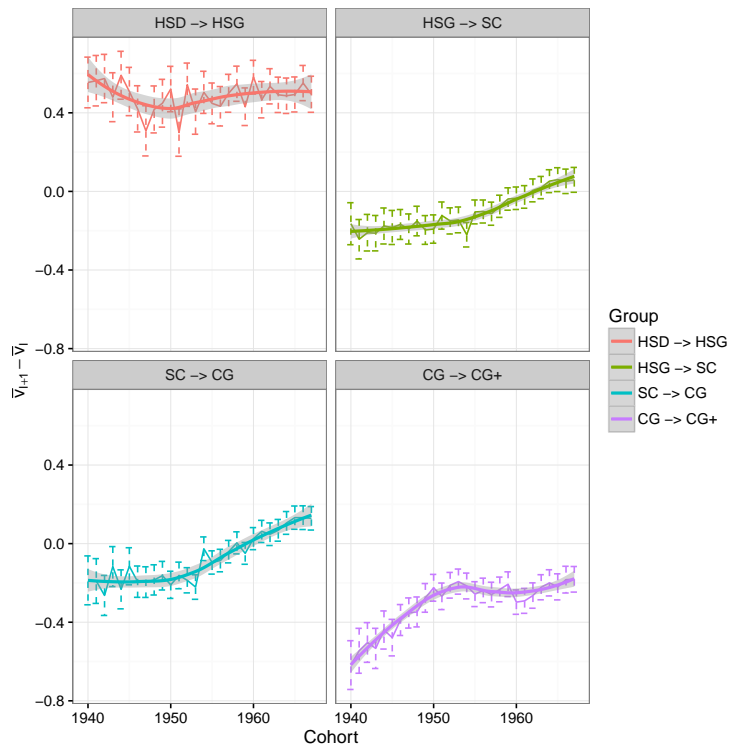 HSD −> HSG
HSG −> SC
0.4
0.0
−0.4
−0.8
SC −> CG
CG −> CG+
0.4
0.0
−0.4
−0.8
1940
1950
1960
1940
1950
1960
Cohort
v̅l+1 − v̅l
Group
HSD −> HSG
HSG −> SC
SC −> CG
CG −> CG+